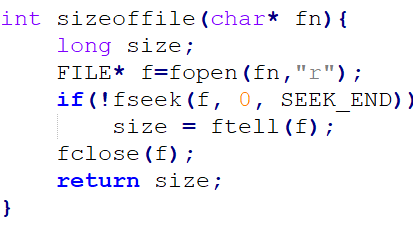 int sizeoffile(char* fn){
    long size;
    FILE* f=fopen(fn,"r");
    if(!fseek(f, 0, SEEK_END))
        size = ftell(f);
    fclose(f);
    return size;
}